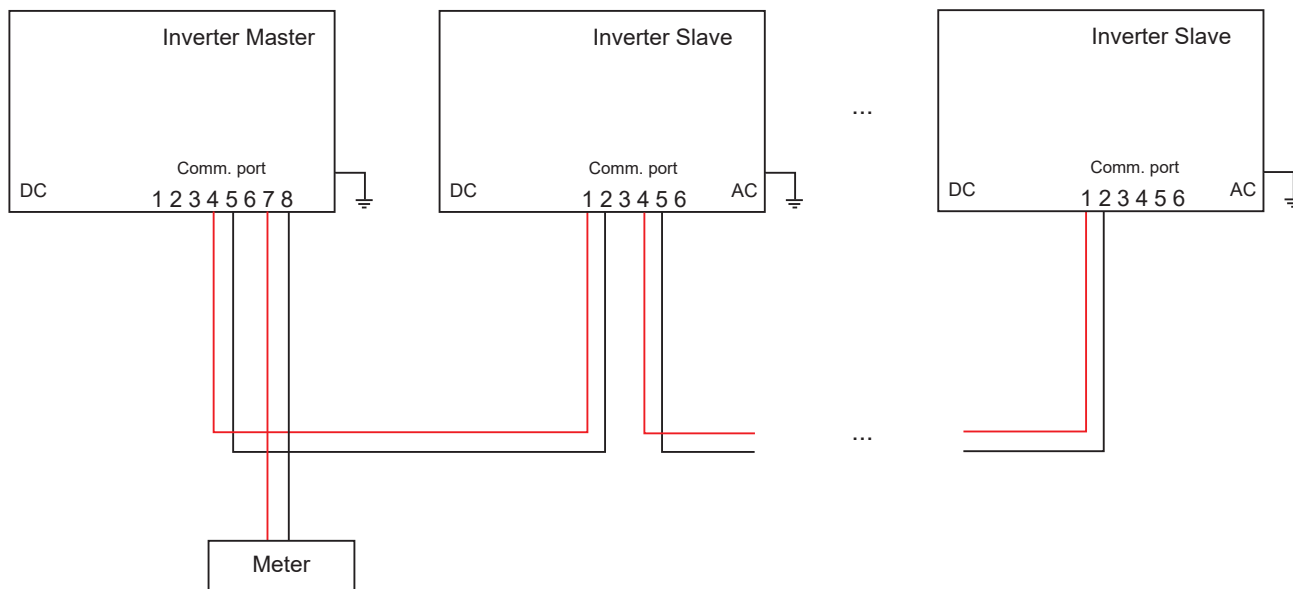 Inverter Master
Inverter Slave
Inverter Slave
...
Comm. port
Comm. port
Comm. port
DC
1 2 3 4 5 6 7 8
DC
1 2 3 4 5 6
AC
DC
1 2 3 4 5 6
AC
...
Meter